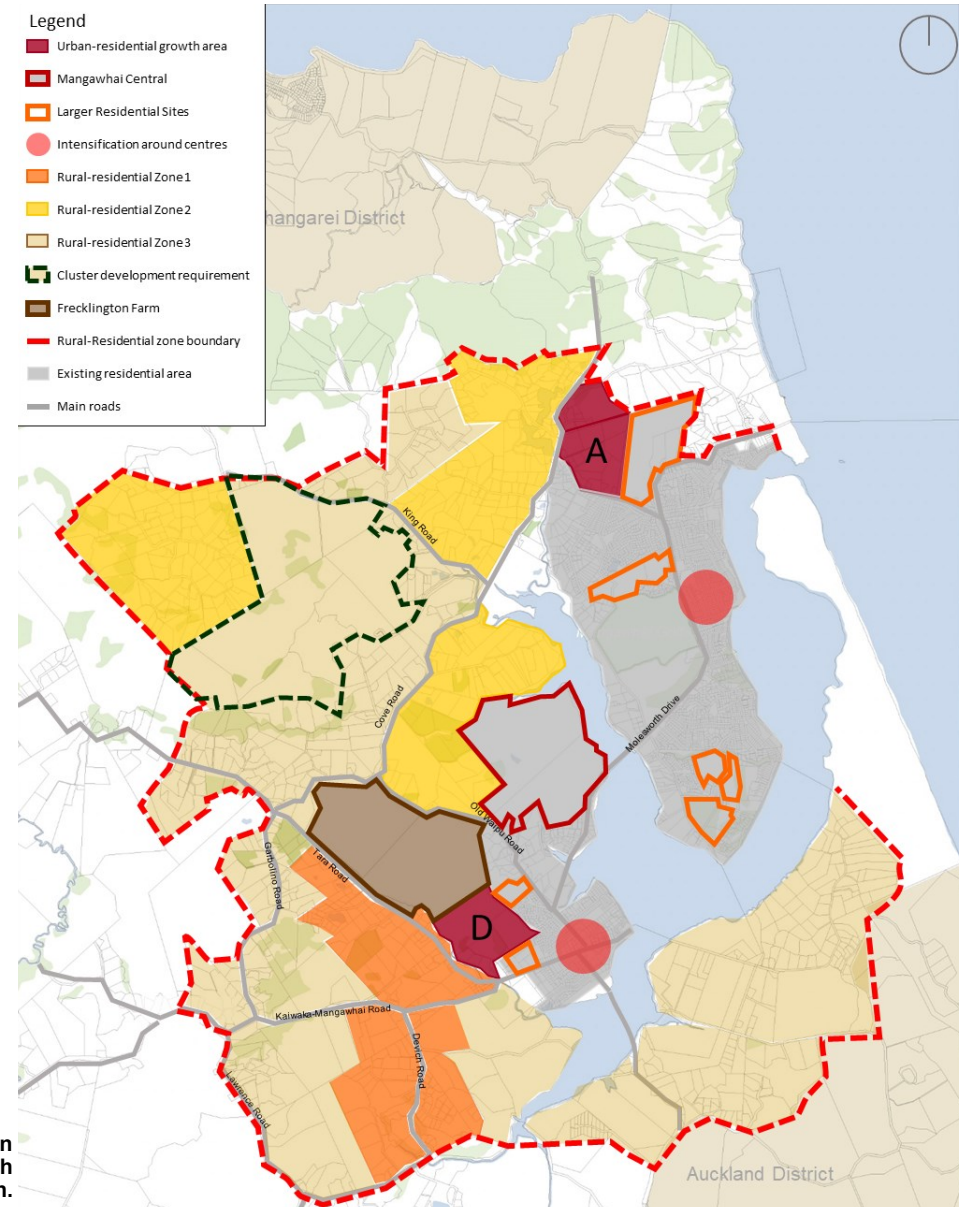 Legend
Urban-residential growth area
Mangawhai Central
Larger Residential Sites
Intensification around centres
Rural-residential Zone 1
Rural-residential Zone 2
Rural-residential Zone 3
Cluster development requirement
Frecklington Farm
Rural-Residential zone boundary
Existing residential area
Main roads
hangarei District
A
King Road
Cove Road
Molesworth Drive
Old Waipu Road
Tara Road
Garbolino Road
D
Kaiwaka-Mangawhai Road
Devich Road
Lawrence Road
Auckland District
n
h
n.